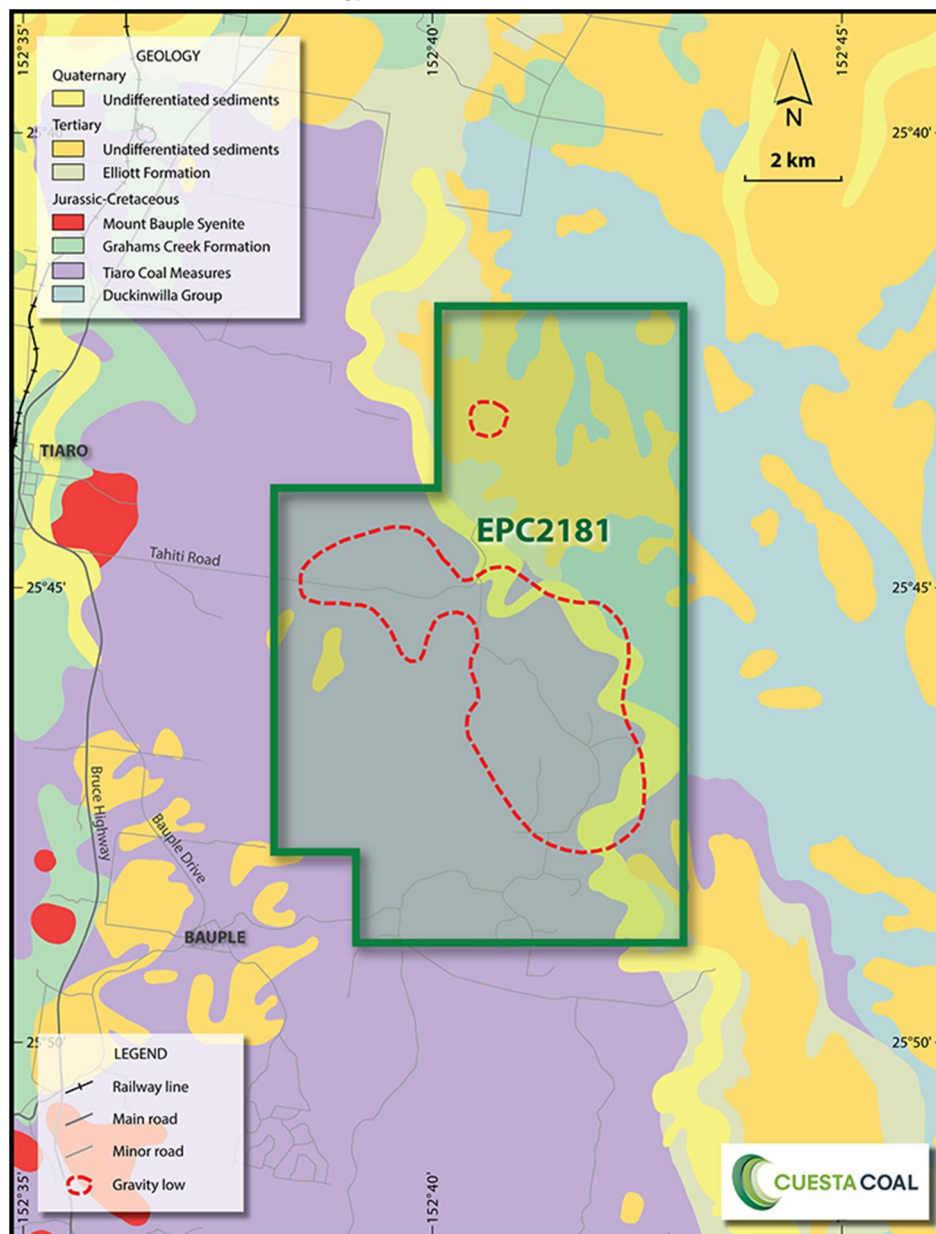 152°35'
152°40'
152°45'
GEOLOGY
Quaternary
Undifferentiated sediments
Tertiary
Undifferentiated sediments
Elliott Formation
Jurassic-Cretaceous
Mount Bauple Syenite
Grahams Creek Formation
Tiaro Coal Measures
Duckinwilla Group
N
2 km
25°40'
25°40'
TIARO
Tahiti Road
EPC2181
25°45'
25°45'
Bruce Highway
Bauple Drive
BAUPLE
25°50'
25°50'
LEGEND
Railway line
Main road
Minor road
Gravity low
152°35'
152°40'
CUESTA COAL